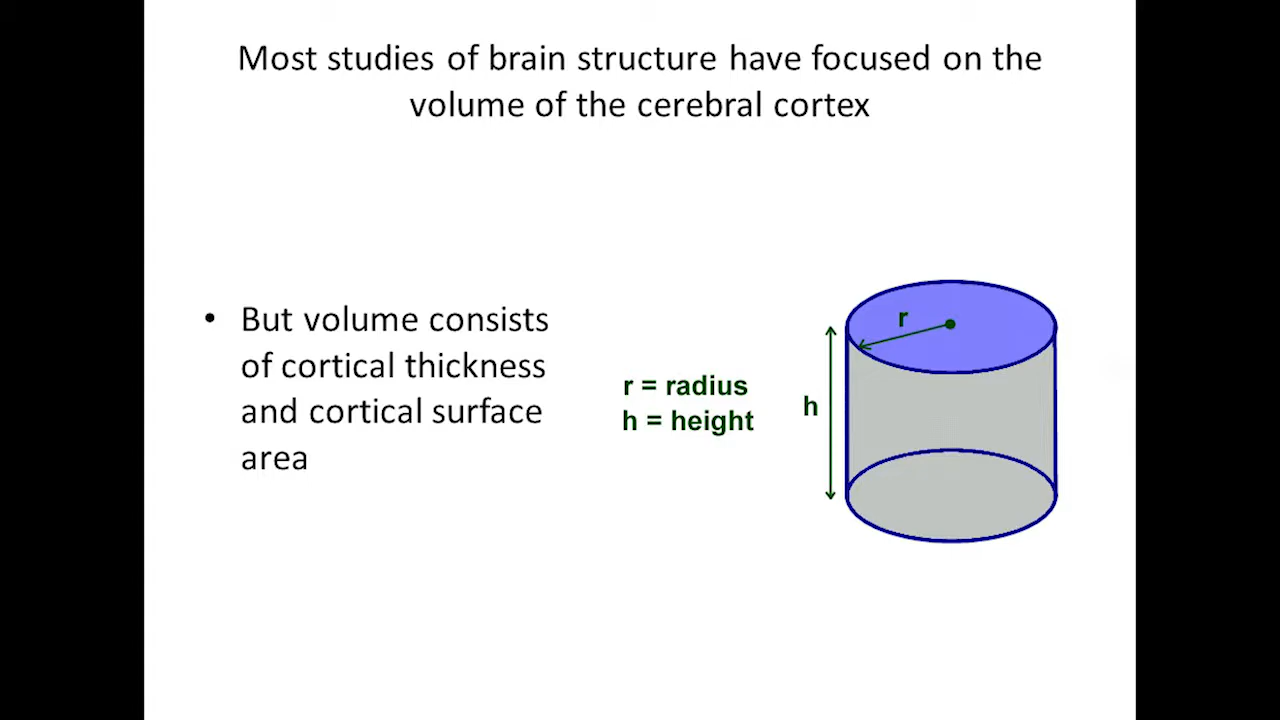 Most studies of brain structure have focused on the
volume of the cerebral cortex
• But volume consists
of cortical thickness
and cortical surface
area
r = radius
h = height
h
r